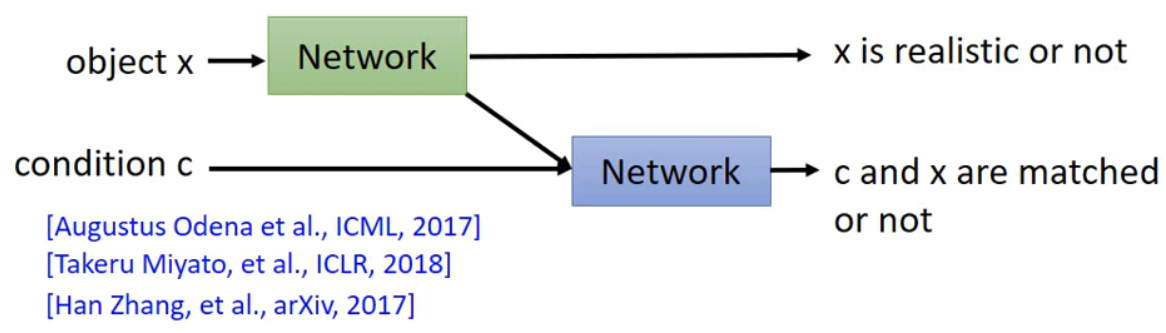 object x
Network
x is realistic or not
condition c
Network
c and x are matched
or not
[Augustus Odena et al., ICML, 2017]
[Takeru Miyato, et al., ICLR, 2018]
[Han Zhang, et al., arXiv, 2017]